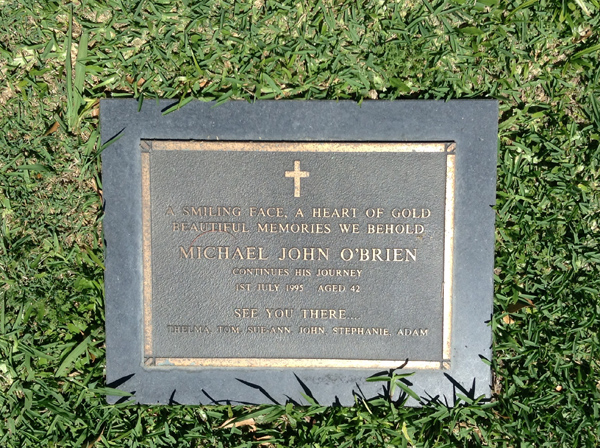 A SMILING FACE, A HEART OF GOLD
BEAUTIFUL MEMORIES WE BEHOLD
MICHAEL JOHN O'BRIEN
CONTINUES HIS JOURNEY
1ST JULY 1995 AGED 42
SEE YOU THERE....
THELMA, TOM, SUE-ANN, JOHN, STEPHANIE, ADAM